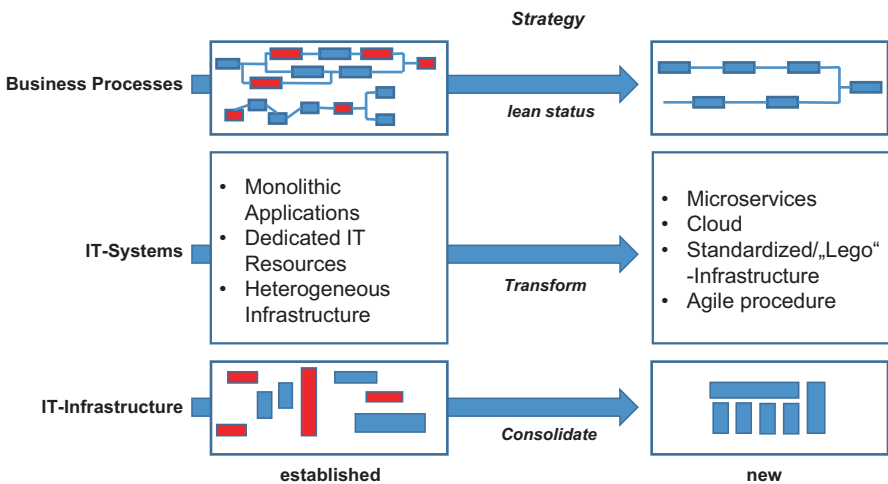 Strategy
Business Processes
lean status
• Monolithic
Applications
• Dedicated IT
Resources
• Heterogeneous
Infrastructure
IT-Systems
Transform
• Microservices
• Cloud
• Standardized/„Lego“
-Infrastructure
• Agile procedure
IT-Infrastructure
Consolidate
established
new